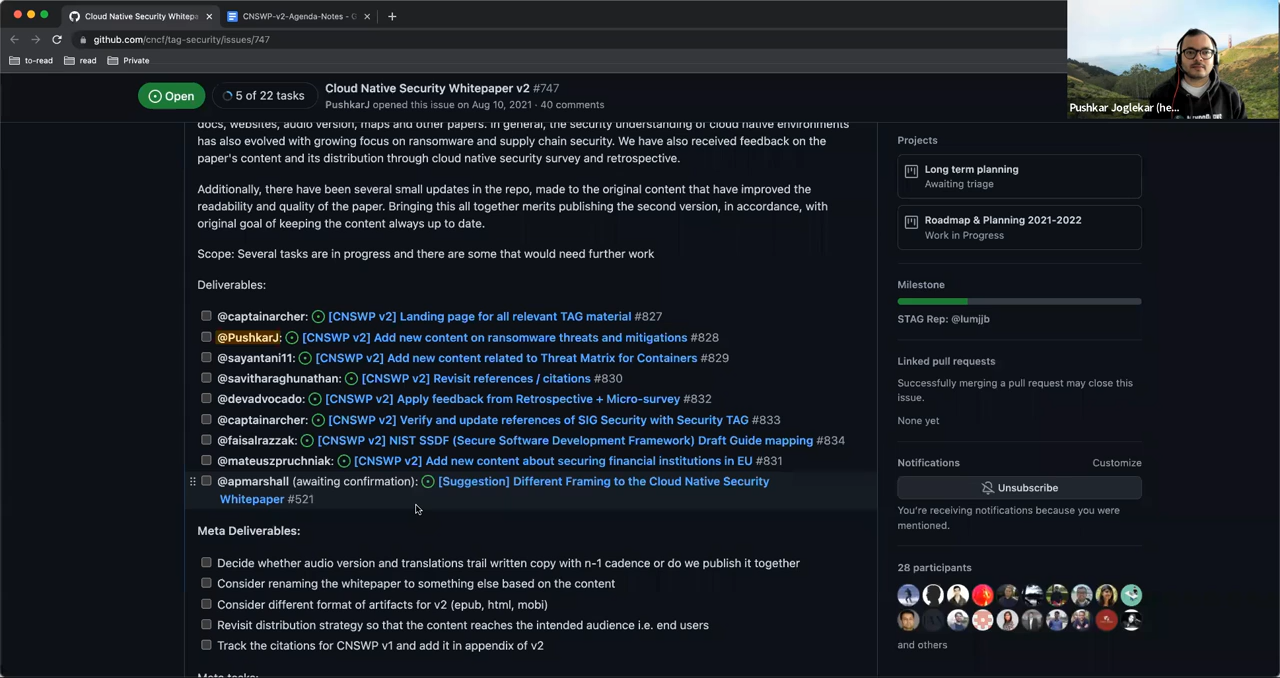 Cloud Native Security Whitepa
CNSWP-v2-Agenda-Notes - G
github.com/cncf/tag-security/issues/747
to-read
read
Private
Pushkar Joglekar (he...
Open
5 of 22 tasks
Cloud Native Security Whitepaper v2 #747
PushkarJ opened this issue on Aug 10, 2021 · 40 comments
docs, websites, audio version, maps and other papers. In general, the security understanding of cloud native environments
has also evolved with growing focus on ransomware and supply chain security. We have also received feedback on the
paper's content and its distribution through cloud native security survey and retrospective.
Additionally, there have been several small updates in the repo, made to the original content that have improved the
readability and quality of the paper. Bringing this all together merits publishing the second version, in accordance, with
original goal of keeping the content always up to date.
Scope: Several tasks are in progress and there are some that would need further work
Deliverables:
@captainarcher: [CNSWP v2] Landing page for all relevant TAG material #827
@PushkarJ: [CNSWP v2] Add new content on ransomware threats and mitigations #828
@sayantani11: [CNSWP v2] Add new content related to Threat Matrix for Containers #829
@savitharaghunathan: [CNSWP v2] Revisit references / citations #830
@devadvocado: [CNSWP v2] Apply feedback from Retrospective + Micro-survey #832
@captainarcher: [CNSWP v2] Verify and update references of SIG Security with Security TAG #833
@faisalrazzak: [CNSWP v2] NIST SSDF (Secure Software Development Framework) Draft Guide mapping #834
@mateuszpruchniak: [CNSWP v2] Add new content about securing financial institutions in EU #831
@apmarshall (awaiting confirmation): [Suggestion] Different Framing to the Cloud Native Security
Whitepaper #521
Meta Deliverables:
Decide whether audio version and translations trail written copy with n-1 cadence or do we publish it together
Consider renaming the whitepaper to something else based on the content
Consider different format of artifacts for v2 (epub, html, mobi)
Revisit distribution strategy so that the content reaches the intended audience i.e. end users
Track the citations for CNSWP v1 and add it in appendix of v2
Meta tasks:
Projects
Long term planning
Awaiting triage
Roadmap & Planning 2021-2022
Work in Progress
Milestone
STAG Rep: @lumjjb
Linked pull requests
Successfully merging a pull request may close this
issue.
None yet
Notifications
Customize
Unsubscribe
You're receiving notifications because you were
mentioned.
28 participants
and others